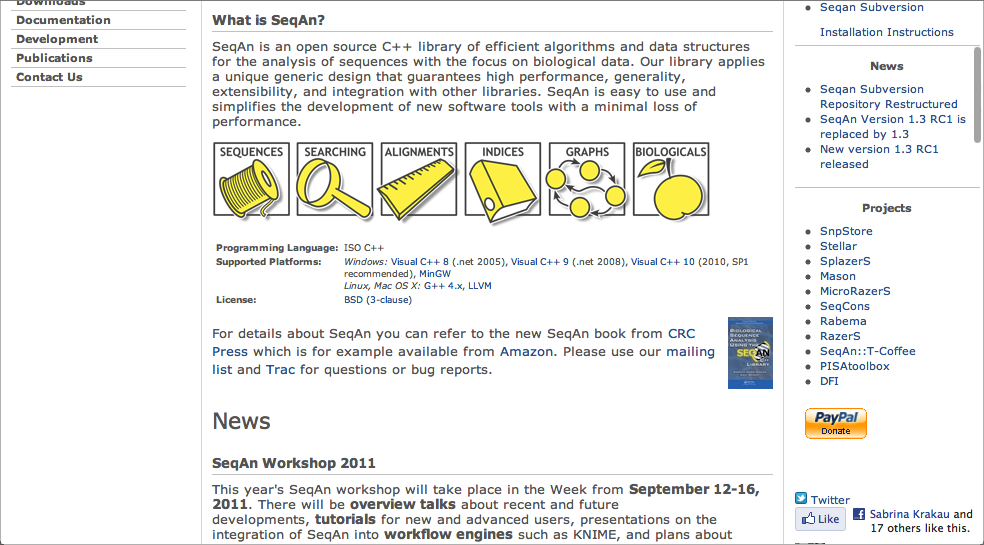 Downloads
Documentation
Development
Publications
Contact Us
What is SeqAn?
SeqAn is an open source C++ library of efficient algorithms and data structures
for the analysis of sequences with the focus on biological data. Our library applies
a unique generic design that guarantees high performance, generality,
extensibility, and integration with other libraries. SeqAn is easy to use and
simplifies the development of new software tools with a minimal loss of
performance.
SEQUENCES SEARCHING ALIGNMENTS INDICES GRAPHS BIOLOGICALS
Programming Language: ISO C++
Supported Platforms: Windows: Visual C++ 8 (.net 2005), Visual C++ 9 (.net 2008), Visual C++ 10 (2010, SP1
recommended), MinGW
Linux, Mac OS X: G++ 4.x, LLVM
License: BSD (3-clause)
For details about SeqAn you can refer to the new SeqAn book from CRC
Press which is for example available from Amazon. Please use our mailing
list and Trac for questions or bug reports.
BIOLOGICAL
SEQUENCE
ANALYSIS
USING THE
SEQAN
LIBRARY
News
SeqAn Workshop 2011
This year's SeqAn workshop will take place in the Week from September 12-16,
2011. There will be overview talks about recent and future
developments, tutorials for new and advanced users, presentations on the
integration of SeqAn into workflow engines such as KNIME, and plans about
Seqan Subversion
Installation Instructions
News
Seqan Subversion
Repository Restructured
SeqAn Version 1.3 RC1 is
replaced by 1.3
New version 1.3 RC1
released
Projects
SnpStore
Stellar
SplazerS
Mason
MicroRazerS
SeqCons
Rabema
RazerS
SeqAn::T-Coffee
PISAtoolbox
DFI
PayPal
Donate
Twitter
Like
Sabrina Krakau and
17 others like this.